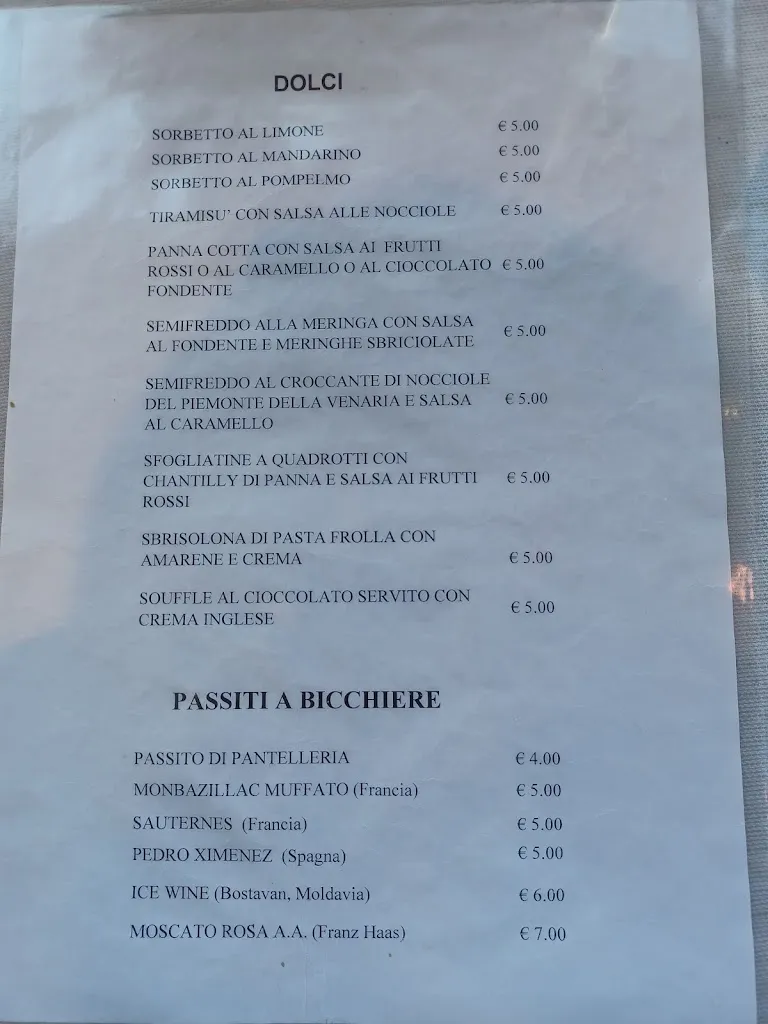 DOLCI
SORBETTO AL LIMONE € 5.00
SORBETTO AL MANDARINO € 5.00
SORBETTO AL POMPELMO € 5.00
TIRAMISU' CON SALSA ALLE NOCCIOLE € 5.00
PANNA COTTA CON SALSA AI FRUTTI
ROSSI O AL CARAMELLO O AL CIOCCOLATO € 5.00
FONDENTE
SEMIFREDDO ALLA MERINGA CON SALSA
AL FONDENTE E MERINGHE SBRICIOLATE € 5.00
SEMIFREDDO AL CROCCANTE DI NOCCIOLE
DEL PIEMONTE DELLA VENARIA E SALSA € 5.00
AL CARAMELLO
SFOGLIATINE A QUADROTTI CON
CHANTILLY DI PANNA E SALSA AI FRUTTI € 5.00
ROSSI
SBRISOLONA DI PASTA FROLLA CON
AMARENE E CREMA € 5.00
SOUFFLE AL CIOCCOLATO SERVITO CON € 5.00
CREMA INGLESE
PASSITI A BICCHIERE
PASSITO DI PANTELLERIA € 4.00
MONBAZILLAC MUFFATO (Francia) € 5.00
SAUTERNES (Francia) € 5.00
PEDRO XIMENEZ (Spagna) € 5.00
ICE WINE (Bostavan, Moldavia) € 6.00
MOSCATO ROSA A.A. (Franz Haas) € 7.00